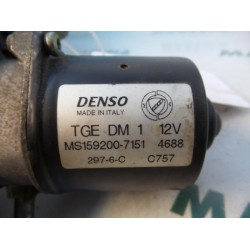 DENSO
MADE IN ITALY
TGE DM 1 12V
MS159200-7151 4688
297-6-C C757